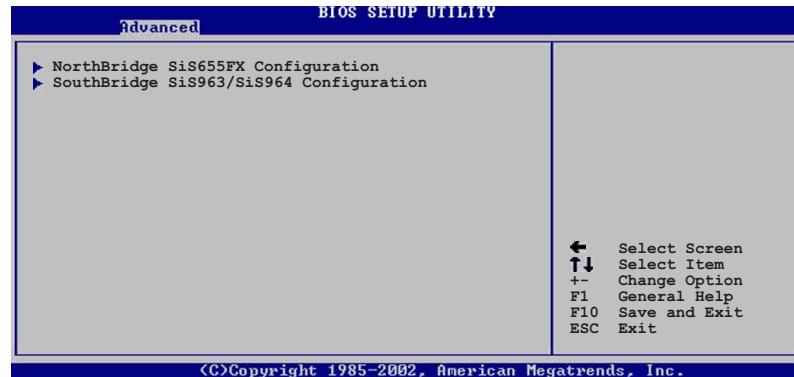 BIOS SETUP UTILITY
Advanced
NorthBridge SiS655FX Configuration
SouthBridge SiS963/SiS964 Configuration
← Select Screen
↑↓ Select Item
+- Change Option
F1 General Help
F10 Save and Exit
ESC Exit
(C)Copyright 1985-2002, American Megatrends, Inc.